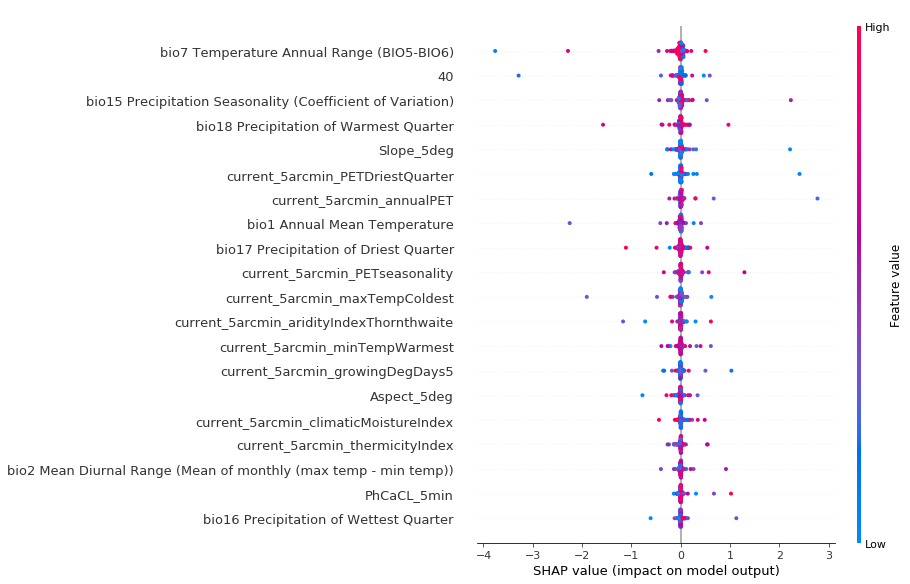 High
bio7 Temperature Annual Range (BIO5-BIO6)
40
bio15 Precipitation Seasonality (Coefficient of Variation)
bio18 Precipitation of Warmest Quarter
Slope_5deg
current_5arcmin_PETDriestQuarter
current_5arcmin_annualPET
bio1 Annual Mean Temperature
bio17 Precipitation of Driest Quarter
current_5arcmin_PETseasonality
current_5arcmin_maxTempColdest
current_5arcmin_aridityIndexThornthwaite
current_5arcmin_minTempWarmest
current_5arcmin_growingDegDays5
Aspect_5deg
current_5arcmin_climaticMoistureIndex
current_5arcmin_thermicityIndex
bio2 Mean Diurnal Range (Mean of monthly (max temp - min temp))
PhCaCL_5min
bio16 Precipitation of Wettest Quarter
Feature value
Low
−4 −3 −2 −1 0 1 2 3
SHAP value (impact on model output)